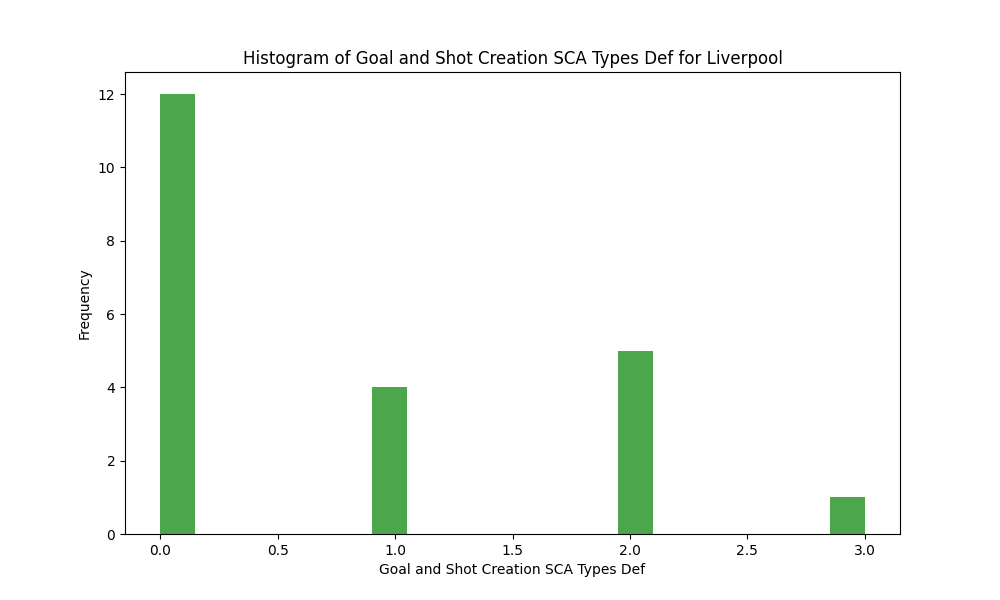 Histogram of Goal and Shot Creation SCA Types Def for Liverpool
12
10
8
6
4
2
0
Frequency
0.0 0.5 1.0 1.5 2.0 2.5 3.0
Goal and Shot Creation SCA Types Def